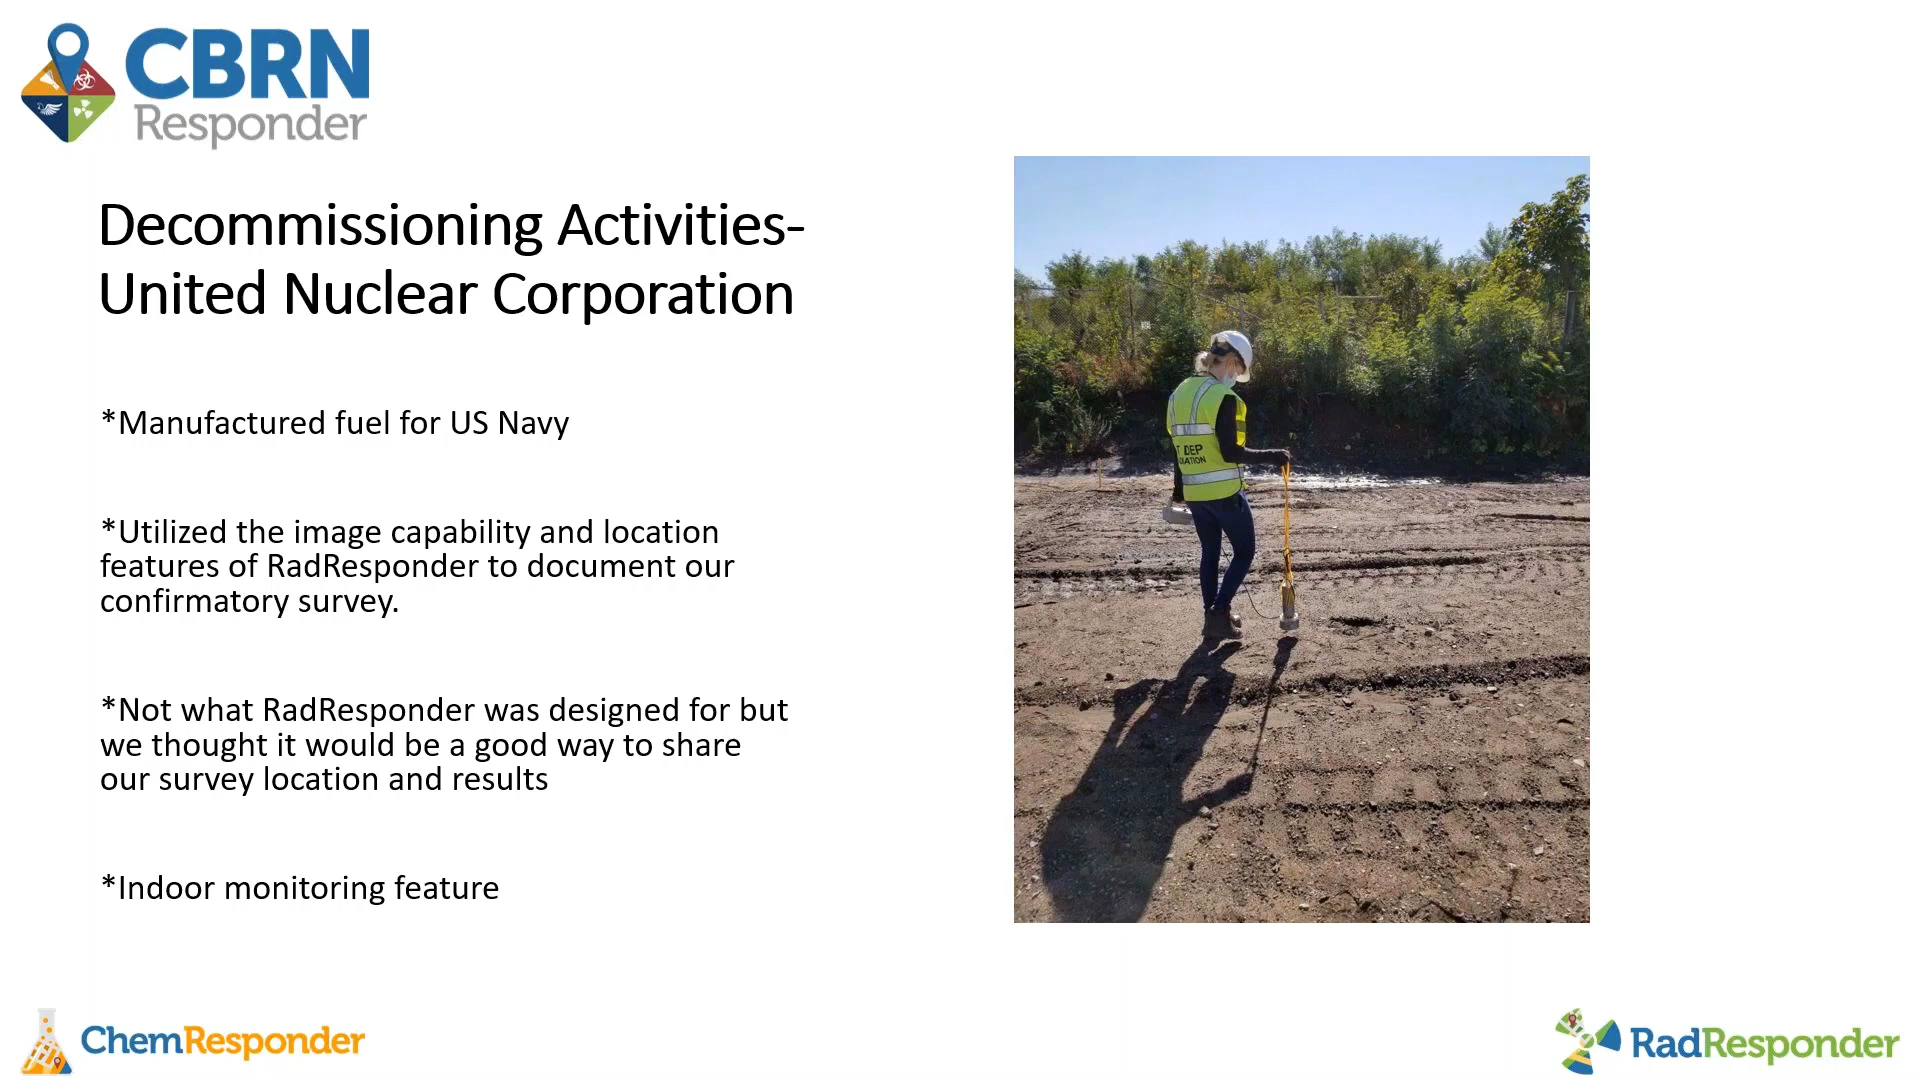 CBRN
Responder
Decommissioning Activities-
United Nuclear Corporation
*Manufactured fuel for US Navy
*Utilized the image capability and location
features of RadResponder to document our
confirmatory survey.
*Not what RadResponder was designed for but
we thought it would be a good way to share
our survey location and results
*Indoor monitoring feature
T DEP
ChemResponder
RadResponder